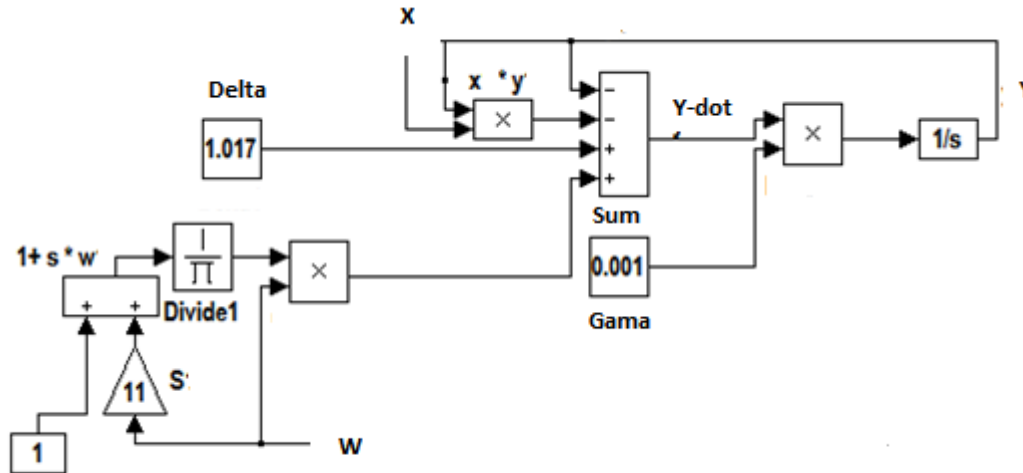 X
x * y'
Delta
1.017
×
−
−
+
+
Y-dot
×
1/s
Y
Sum
0.001
Gama
1+ s * w'
+ +
Divide1
×
11
S
1
W